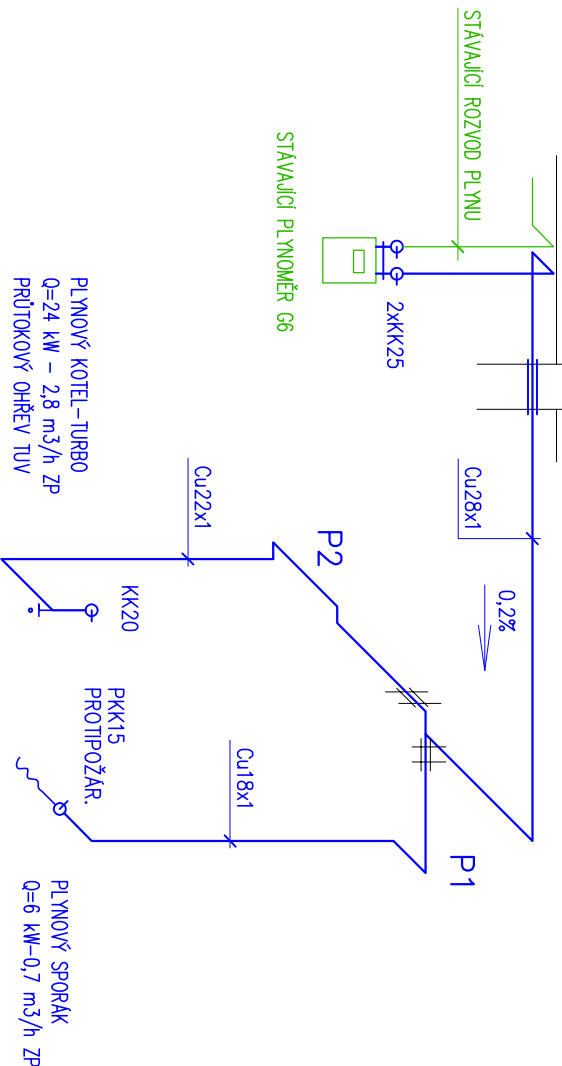 STÁVAJÍCÍ ROZVOD PLYNU
STÁVAJÍCÍ PLYNOMĚR G6
2xKK25
PLYNOVÝ KOTEL-TURBO
Q=24 kW - 2,8 m3/h ZP
PRŮTOKOVÝ OHŘEV TUV
Cu28x1
Cu22x1
P2
0,2%
KK20
PKK15
PROTIPOŽÁR.
Cu18x1
P1
PLYNOVÝ SPORÁK
Q=6 kW-0,7 m3/h ZP